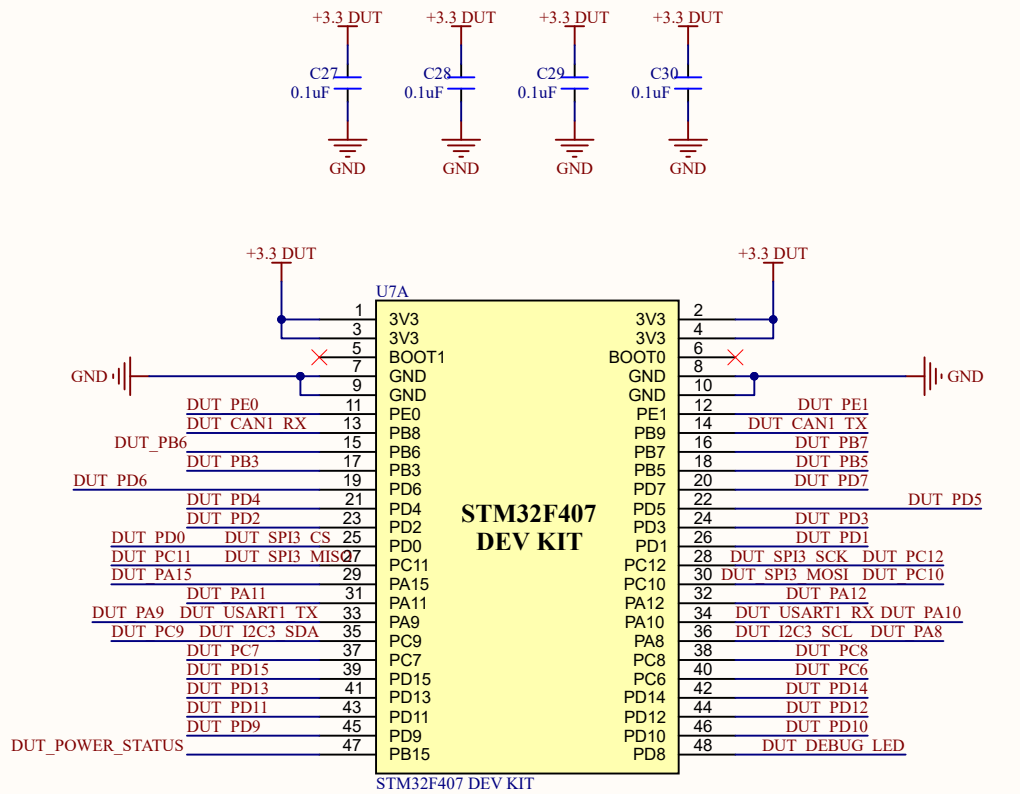 +3.3 DUT +3.3 DUT +3.3 DUT +3.3 DUT
C27 C28 C29 C30
0.1uF 0.1uF 0.1uF 0.1uF
GND GND GND GND
+3.3 DUT +3.3 DUT
U7A
1 3V3 3V3 2
3 3V3 3V3 4
5 BOOT1 BOOT0 6
GND 7 GND GND 8 GND
9 GND GND 10
DUT_PE0 11 PE0 PE1 12 DUT_PE1
DUT_CAN1_RX 13 PB8 PB9 14 DUT_CAN1_TX
DUT_PB6 15 PB6 PB7 16 DUT_PB7
DUT_PB3 17 PB3 PB5 18 DUT_PB5
DUT_PD6 19 PD6 PD7 20 DUT_PD7
DUT_PD4 21 PD4 PD5 22 DUT_PD5
DUT_PD2 23 PD2 PD3 24 DUT_PD3
DUT_PD0 DUT_SPI3_CS 25 PD0 PD1 26 DUT_PD1
DUT_PC11 DUT_SPI3_MISO 27 PC11 PC12 28 DUT_SPI3_SCK DUT_PC12
DUT_PA15 29 PA15 PC10 30 DUT_SPI3_MOSI DUT_PC10
DUT_PA11 31 PA11 PA12 32 DUT_PA12
DUT_PA9 DUT_USART1_TX 33 PA9 PA10 34 DUT_USART1_RX DUT_PA10
DUT_PC9 DUT_I2C3_SDA 35 PC9 PA8 36 DUT_I2C3_SCL DUT_PA8
DUT_PC7 37 PC7 PC8 38 DUT_PC8
DUT_PD15 39 PD15 PC6 40 DUT_PC6
DUT_PD13 41 PD13 PD14 42 DUT_PD14
DUT_PD11 43 PD11 PD12 44 DUT_PD12
DUT_PD9 45 PD9 PD10 46 DUT_PD10
DUT_POWER_STATUS 47 PB15 PD8 48 DUT_DEBUG_LED
STM32F407
DEV KIT
STM32F407 DEV KIT